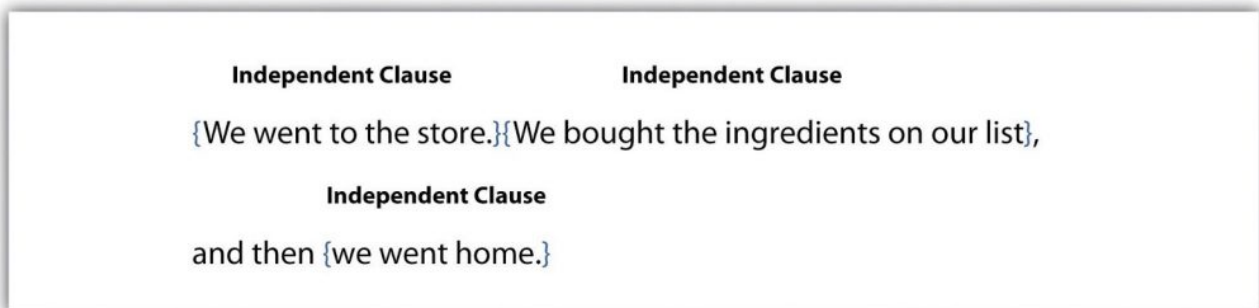 Independent Clause Independent Clause
{We went to the store.}{We bought the ingredients on our list},
Independent Clause
and then {we went home.}